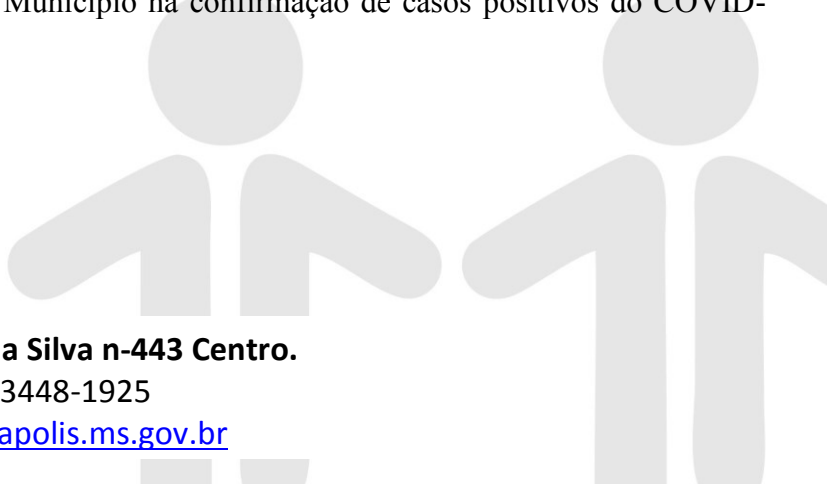 Município na confirmação de casos positivos do COVID-
a Silva n-443 Centro.
3448-1925
apolis.ms.gov.br